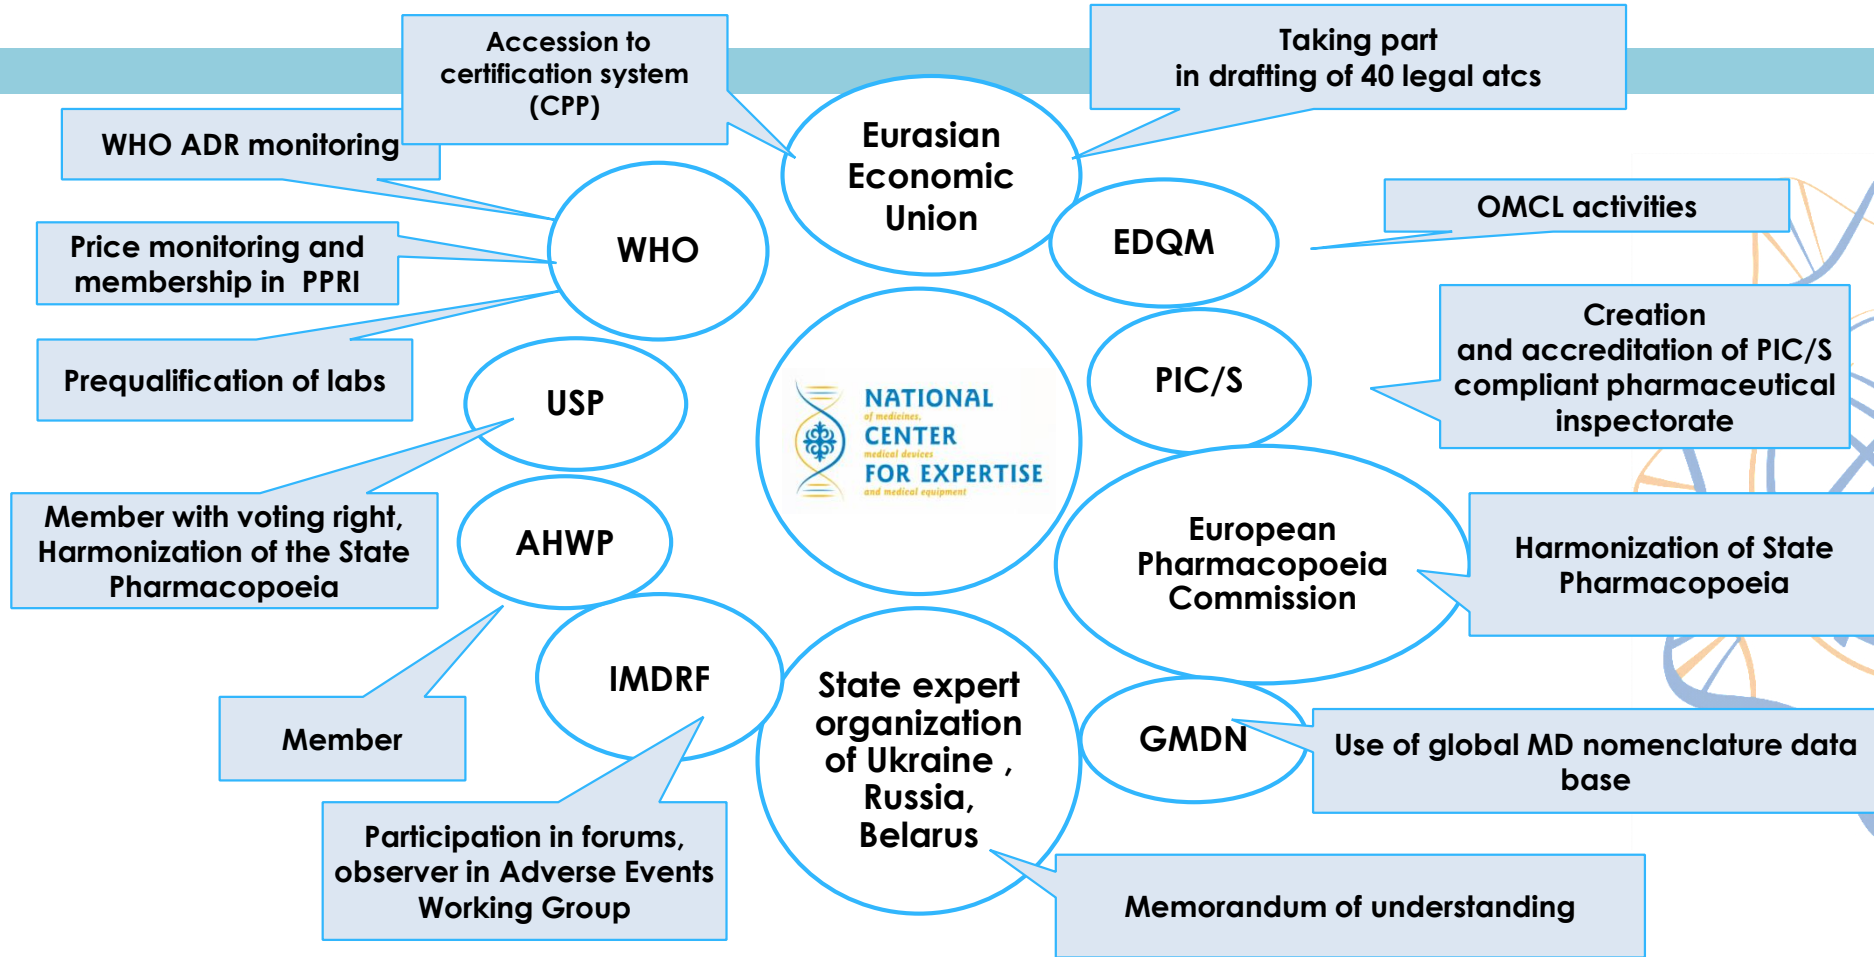 Accession to
certification system
(CPP)
Taking part
in drafting of 40 legal atcs
WHO ADR monitoring
Eurasian
Economic
Union
OMCL activities
Price monitoring and
membership in PPRI
WHO
EDQM
Creation
and accreditation of PIC/S
compliant pharmaceutical
inspectorate
Prequalification of labs
USP
PIC/S
NATIONAL
of medicines,
CENTER
medical devices
FOR EXPERTISE
and medical equipment
Member with voting right,
Harmonization of the State
Pharmacopoeia
AHWP
European
Pharmacopoeia
Commission
Harmonization of State
Pharmacopoeia
IMDRF
State expert
organization
of Ukraine ,
Russia,
Belarus
GMDN
Member
Use of global MD nomenclature data
base
Participation in forums,
observer in Adverse Events
Working Group
Memorandum of understanding